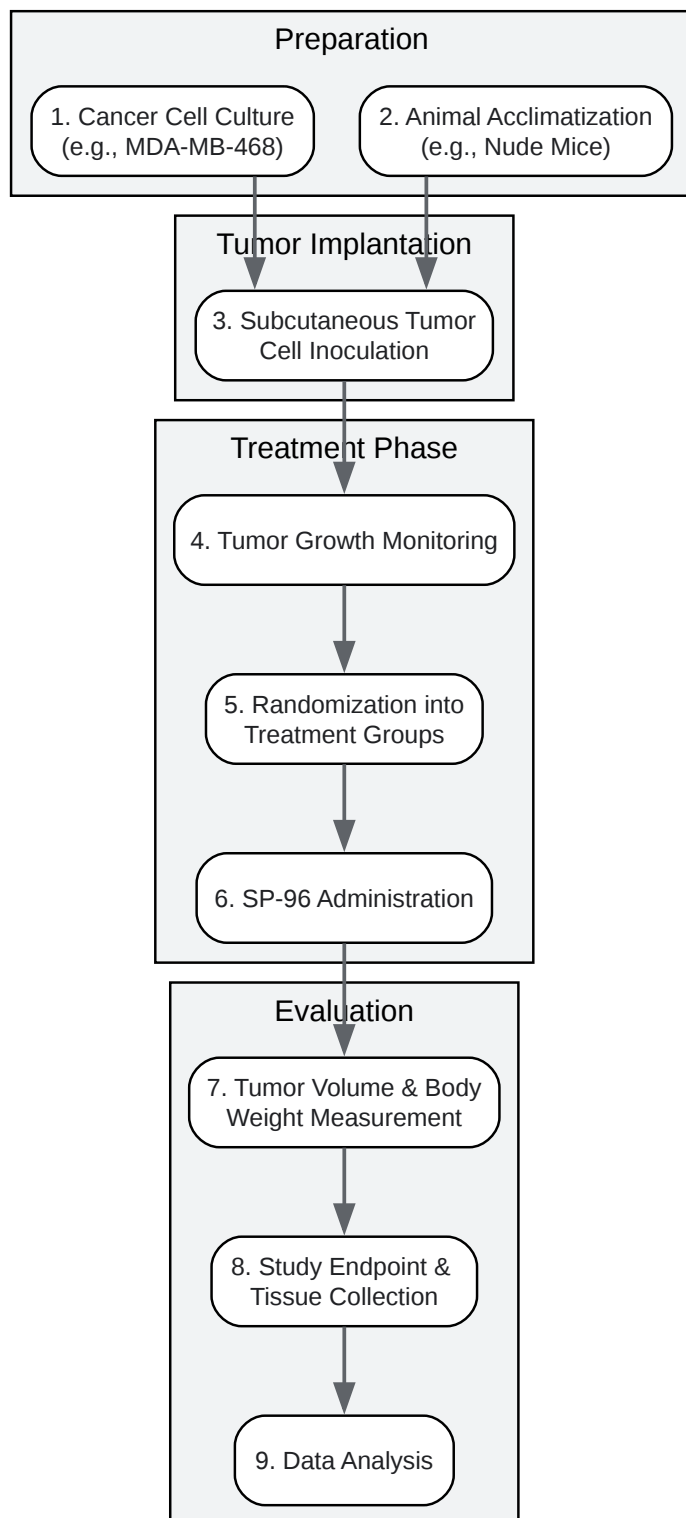 Preparation
1. Cancer Cell Culture
(e.g., MDA-MB-468)
2. Animal Acclimatization
(e.g., Nude Mice)
Tumor Implantation
3. Subcutaneous Tumor
Cell Inoculation
Treatment Phase
4. Tumor Growth Monitoring
5. Randomization into
Treatment Groups
6. SP-96 Administration
Evaluation
7. Tumor Volume & Body
Weight Measurement
8. Study Endpoint &
Tissue Collection
9. Data Analysis